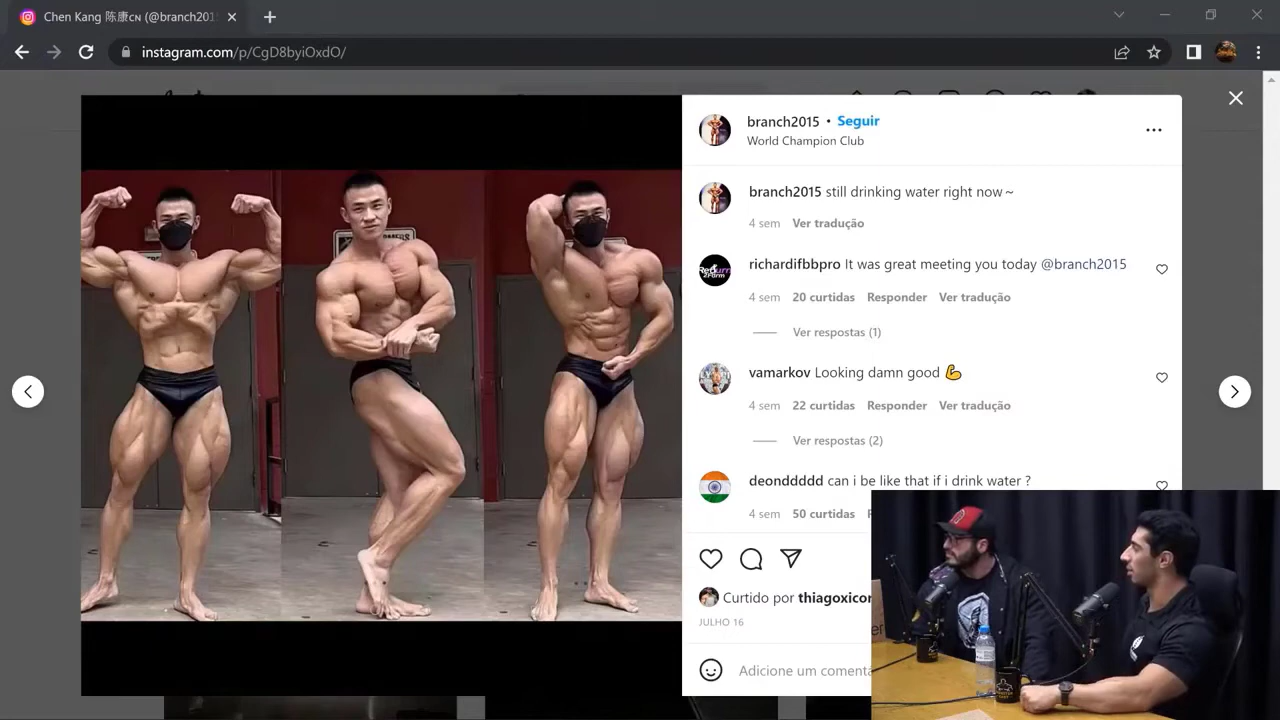 Chen Kang 陈康CN (@branch2015
instagram.com/p/CgD8byiOxdO/
branch2015 • Seguir
World Champion Club
branch2015 still drinking water right now ~
4 sem Ver tradução
richardifbbpro It was great meeting you today @branch2015
4 sem 20 curtidas Responder Ver tradução
Ver respostas (1)
vamarkov Looking damn good 💪
4 sem 22 curtidas Responder Ver tradução
Ver respostas (2)
deonddddd can i be like that if i drink water ?
4 sem 50 curtidas
Curtido por thiagoxicor
JULHO 16
Adicione um comentá